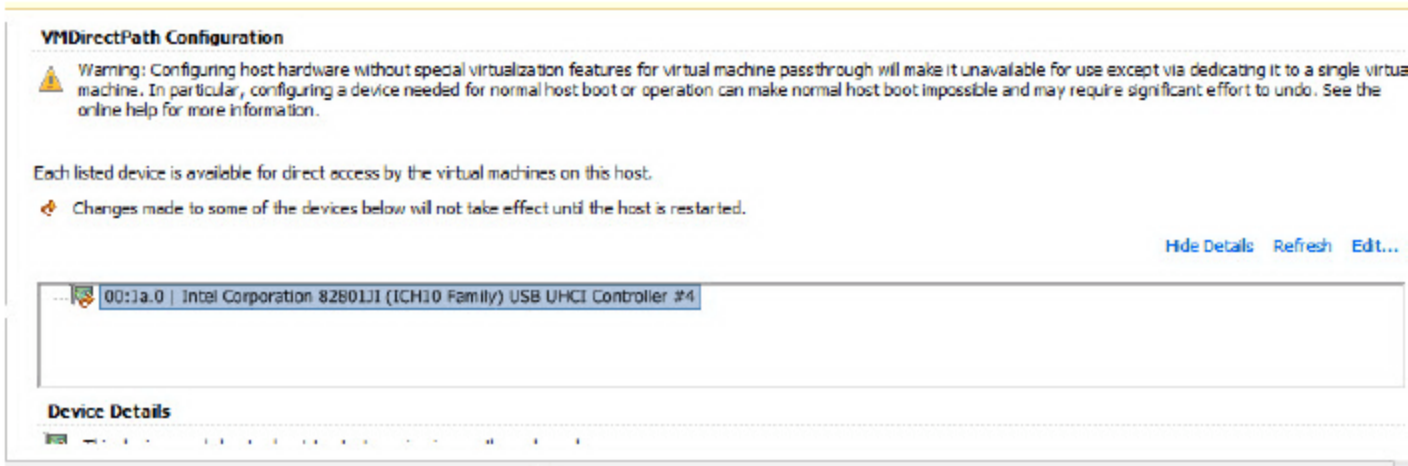 VMDirectPath Configuration
Warning: Configuring host hardware without special virtualization features for virtual machine passthrough will make it unavailable for use except via dedicating it to a single virtua
machine. In particular, configuring a device needed for normal host boot or operation can make normal host boot impossible and may require significant effort to undo. See the
online help for more information.
Each listed device is available for direct access by the virtual machines on this host.
Changes made to some of the devices below will not take effect until the host is restarted.
Hide Details Refresh Edit...
00:1a.0 | Intel Corporation 82801JI (ICH10 Family) USB UHCI Controller #4
Device Details